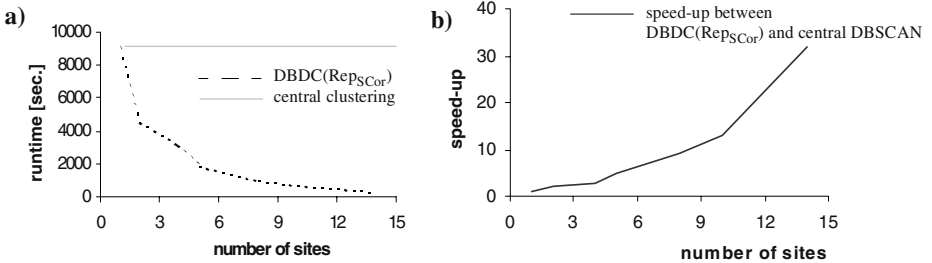 a)
10000
8000
6000
4000
2000
0
runtime [sec.]
DBDC(RepSCor)
central clustering
0 3 6 9 12 15
number of sites
b)
40
30
20
10
0
speed-up
speed-up between
DBDC(RepSCor) and central DBSCAN
0 3 6 9 12 15
number of sites